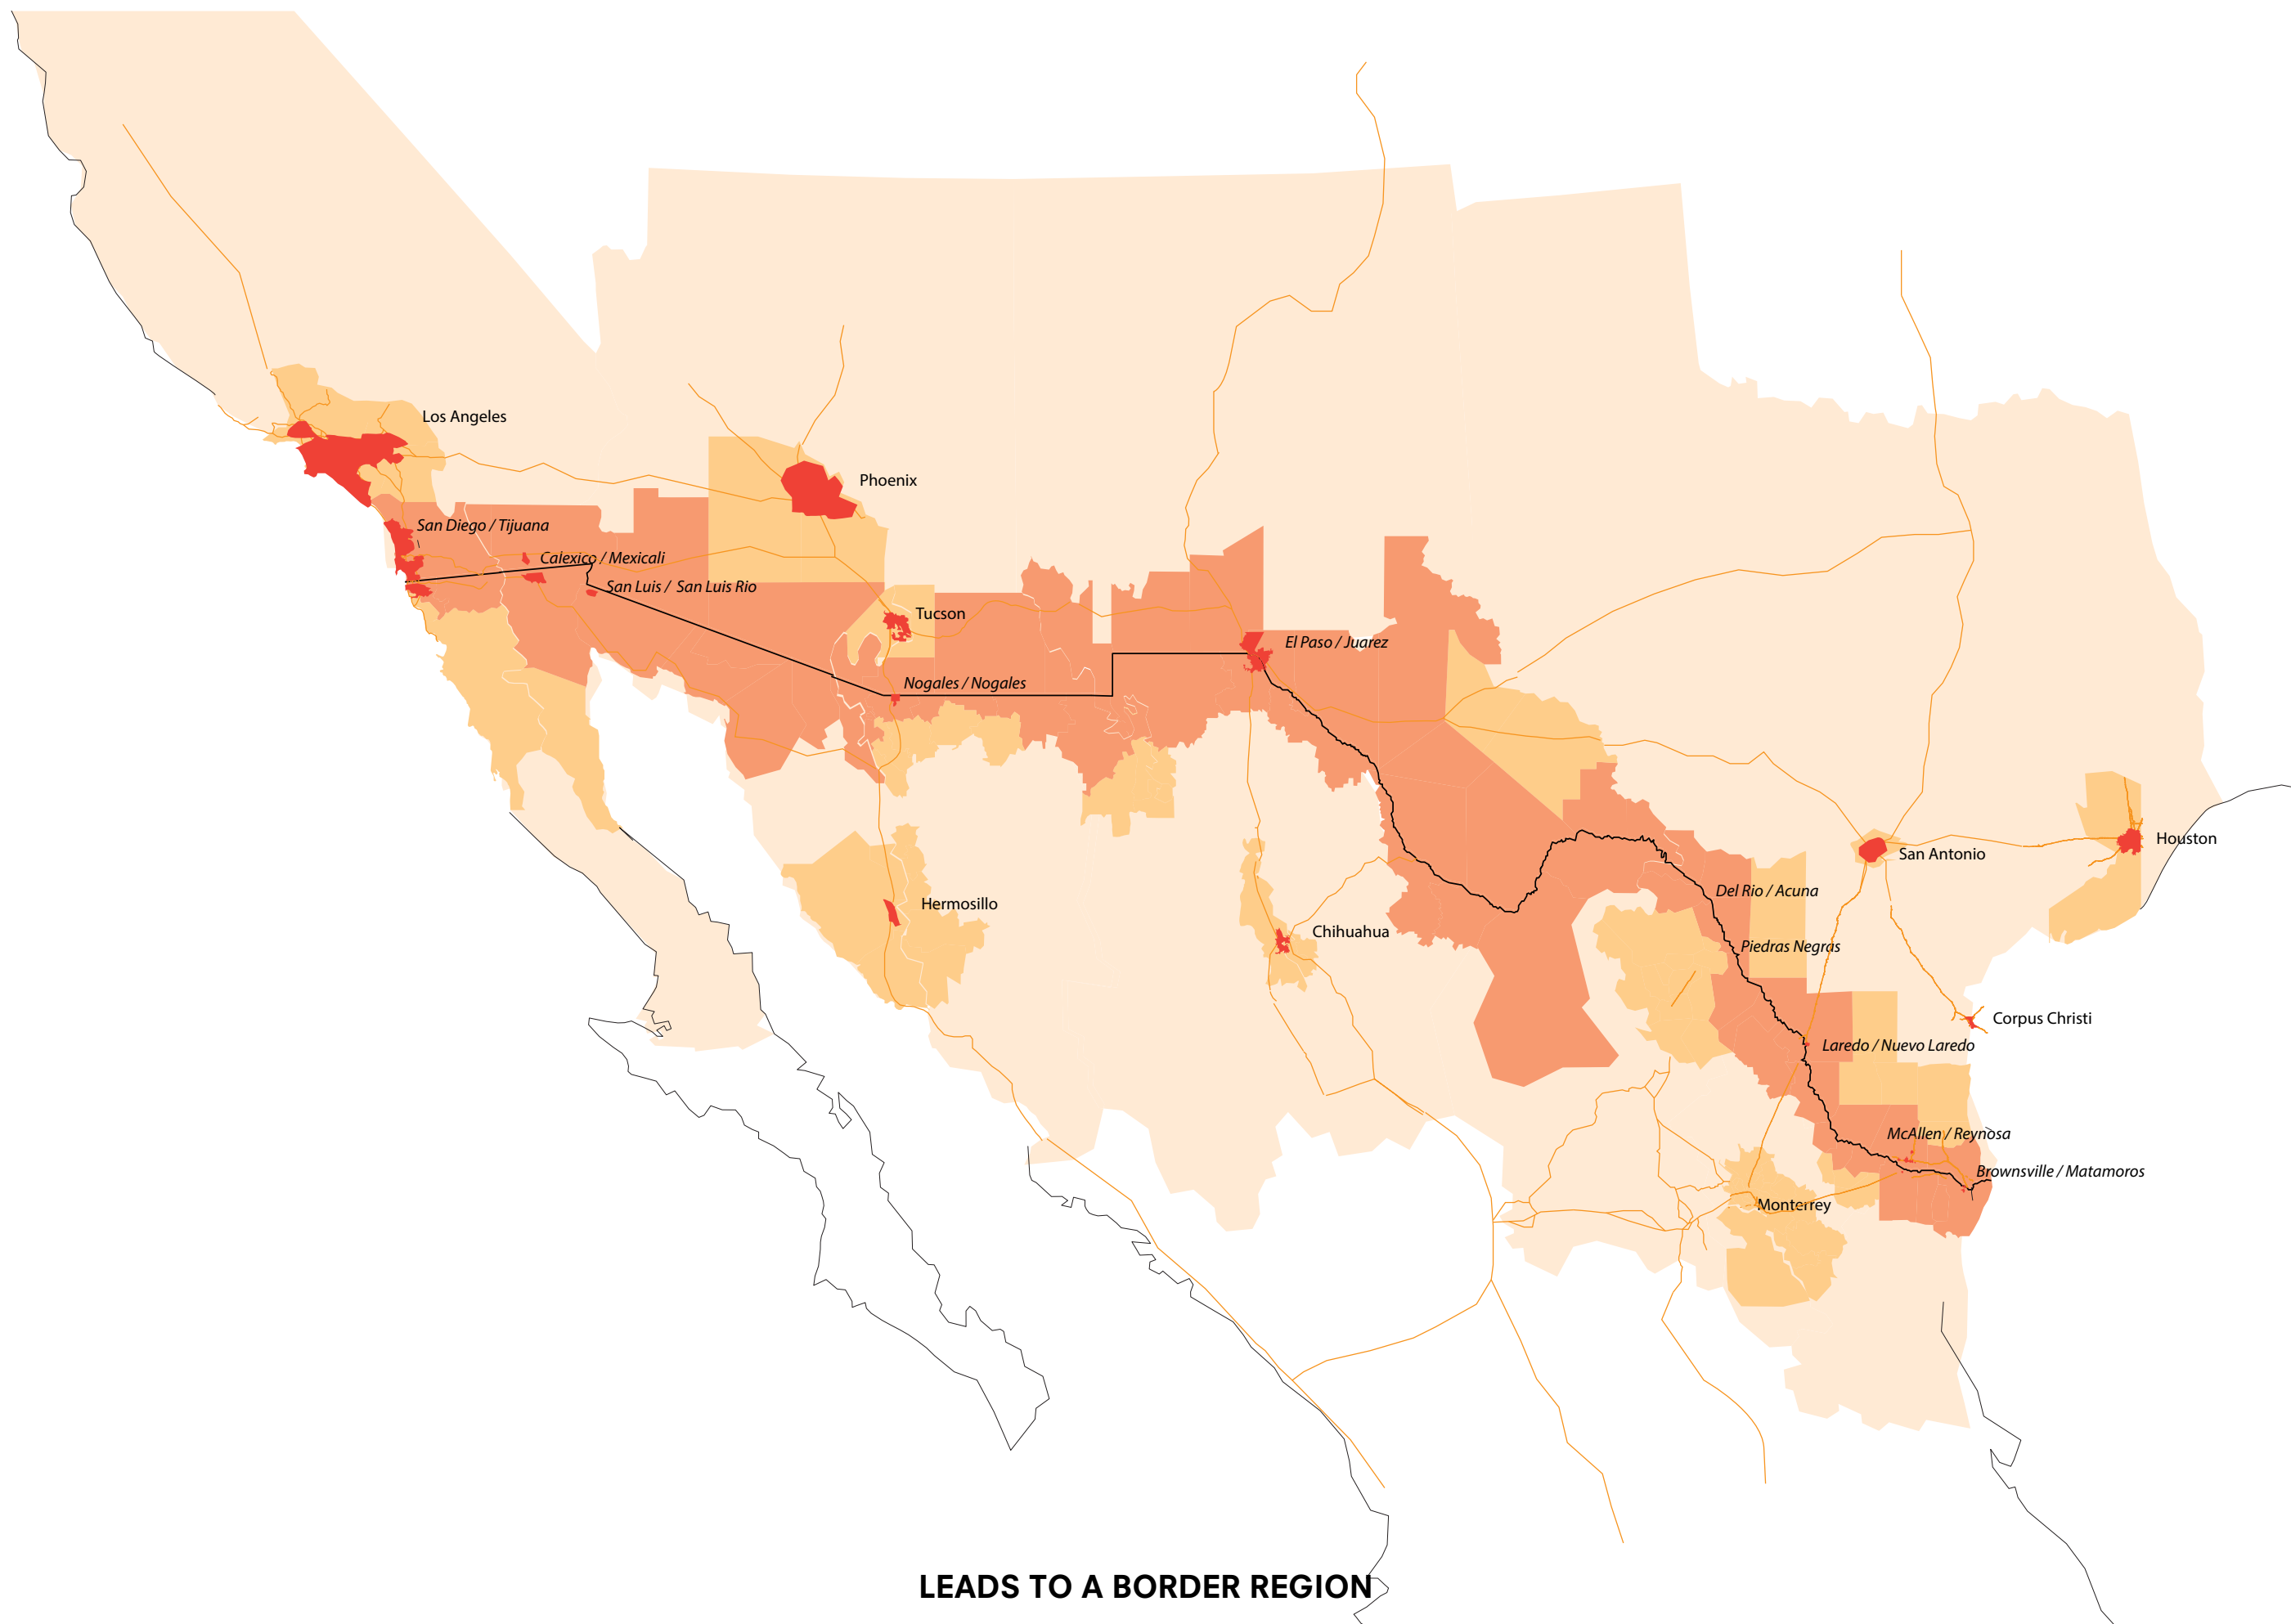 Los Angeles
Phoenix
San Diego / Tijuana
Calexico / Mexicali
San Luis / San Luis Rio
Tucson
El Paso / Juarez
Nogales / Nogales
Houston
San Antonio
Del Rio / Acuna
Hermosillo
Chihuahua
Piedras Negras
Corpus Christi
Laredo / Nuevo Laredo
McAllen / Reynosa
Brownsville / Matamoros
Monterrey
LEADS TO A BORDER REGION